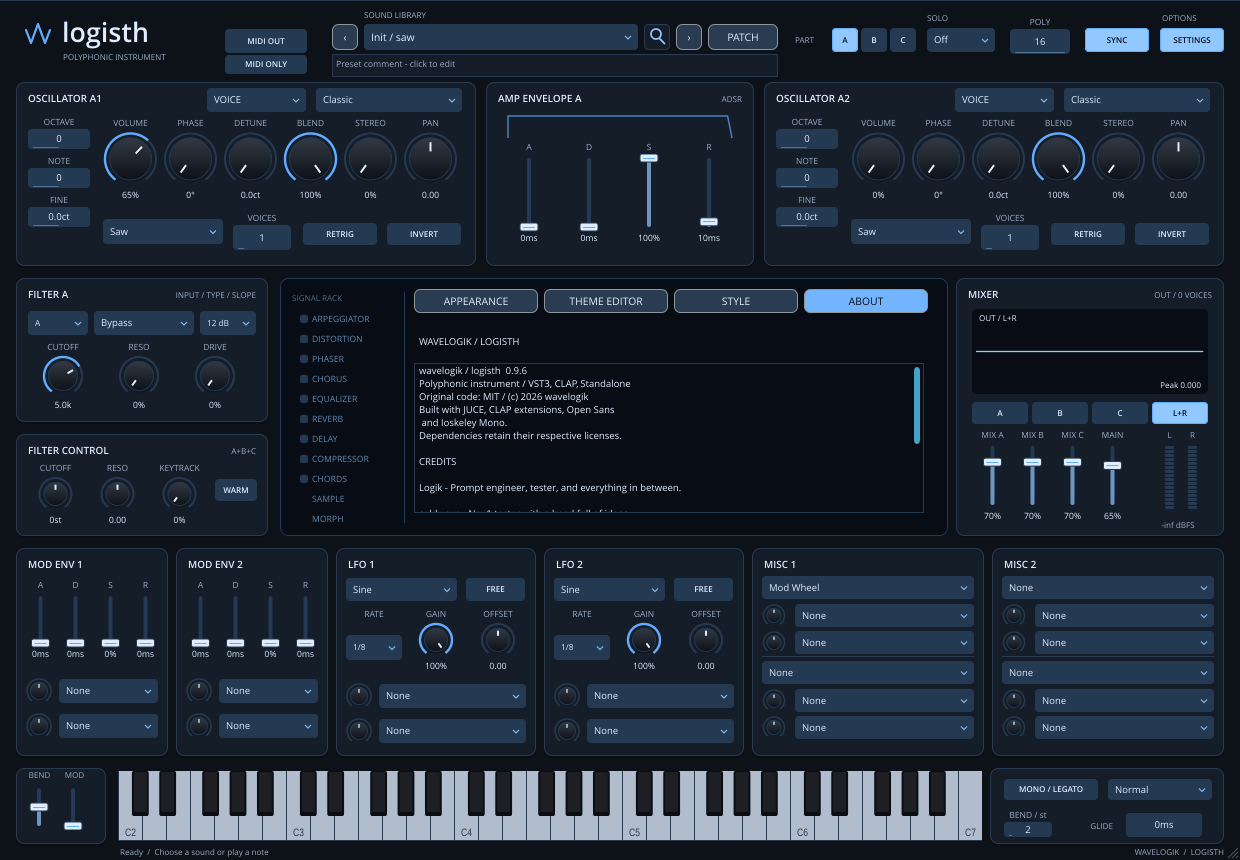 logisth
POLYPHONIC INSTRUMENT
MIDI OUT
MIDI ONLY
SOUND LIBRARY
‹
Init / saw
›
PATCH
Preset comment - click to edit
PART
A B C
SOLO
Off
POLY
16
SYNC
OPTIONS
SETTINGS
OSCILLATOR A1
VOICE
Classic
OCTAVE
0
NOTE
0
FINE
0.0ct
VOLUME PHASE DETUNE BLEND STEREO PAN
65% 0° 0.0ct 100% 0% 0.00
Saw
VOICES
1
RETRIG
INVERT
AMP ENVELOPE A
ADSR
A D S R
0ms 0ms 100% 10ms
OSCILLATOR A2
VOICE
Classic
OCTAVE
0
NOTE
0
FINE
0.0ct
VOLUME PHASE DETUNE BLEND STEREO PAN
0% 0° 0.0ct 100% 0% 0.00
Saw
VOICES
1
RETRIG
INVERT
FILTER A
INPUT / TYPE / SLOPE
A
Bypass
12 dB
CUTOFF RESO DRIVE
5.0k 0% 0%
FILTER CONTROL
A+B+C
CUTOFF RESO KEYTRACK
WARM
0st 0.00 0%
SIGNAL RACK
ARPEGGIATOR
DISTORTION
PHASER
CHORUS
EQUALIZER
REVERB
DELAY
COMPRESSOR
CHORDS
SAMPLE
MORPH
APPEARANCE
THEME EDITOR
STYLE
ABOUT
WAVELOGIK / LOGISTH
wavelogik / logisth 0.9.6
Polyphonic instrument / VST3, CLAP, Standalone
Original code: MIT / (c) 2026 wavelogik
Built with JUCE, CLAP extensions, Open Sans
and Ioskeley Mono.
Dependencies retain their respective licenses.
CREDITS
Logik - Prompt engineer, tester, and everything in between.
MIXER
OUT / 0 VOICES
OUT / L+R
Peak 0.000
A B C L+R
MIX A MIX B MIX C MAIN L R
70% 70% 70% 65%
-inf dBFS
MOD ENV 1
A D S R
0ms 0ms 0% 0ms
None
None
MOD ENV 2
A D S R
0ms 0ms 0% 0ms
None
None
LFO 1
Sine
FREE
RATE GAIN OFFSET
1/8
100% 0.00
None
None
LFO 2
Sine
FREE
RATE GAIN OFFSET
1/8
100% 0.00
None
None
MISC 1
Mod Wheel
None
None
None
None
None
MISC 2
None
None
None
None
None
None
BEND MOD
C2 C3 C4 C5 C6 C7
MONO / LEGATO
Normal
BEND / st
2
GLIDE
0ms
Ready / Choose a sound or play a note
WAVELOGIK / LOGISTH